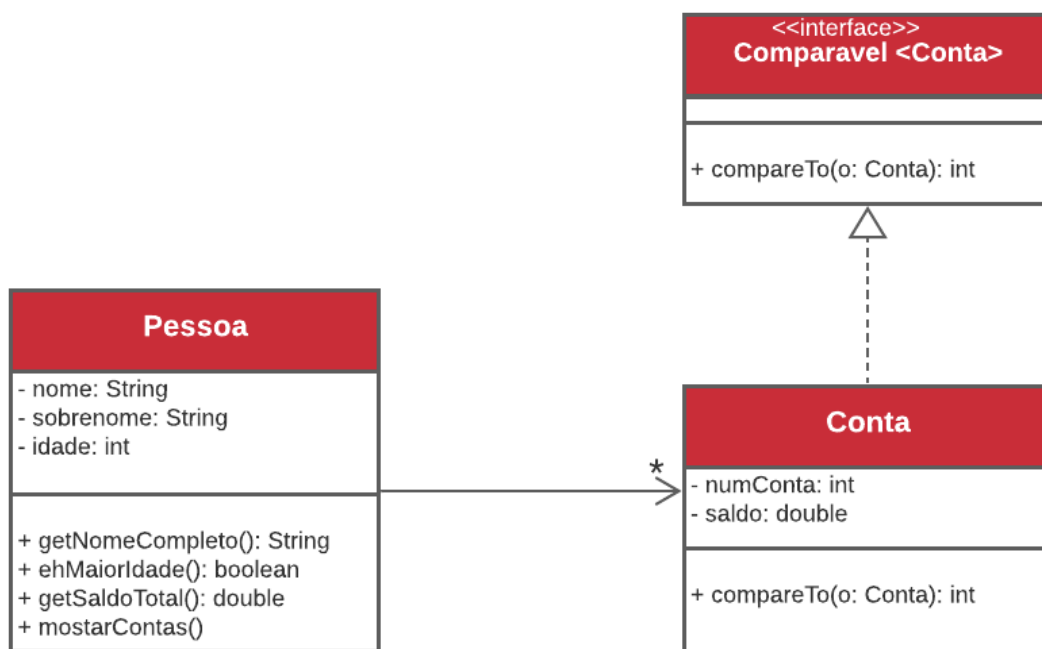 <<interface>>
Comparavel <Conta>
+ compareTo(o: Conta): int
Pessoa
- nome: String
- sobrenome: String
- idade: int
+ getNomeCompleto(): String
+ ehMaiorIdade(): boolean
+ getSaldoTotal(): double
+ mostarContas()
*
Conta
- numConta: int
- saldo: double
+ compareTo(o: Conta): int